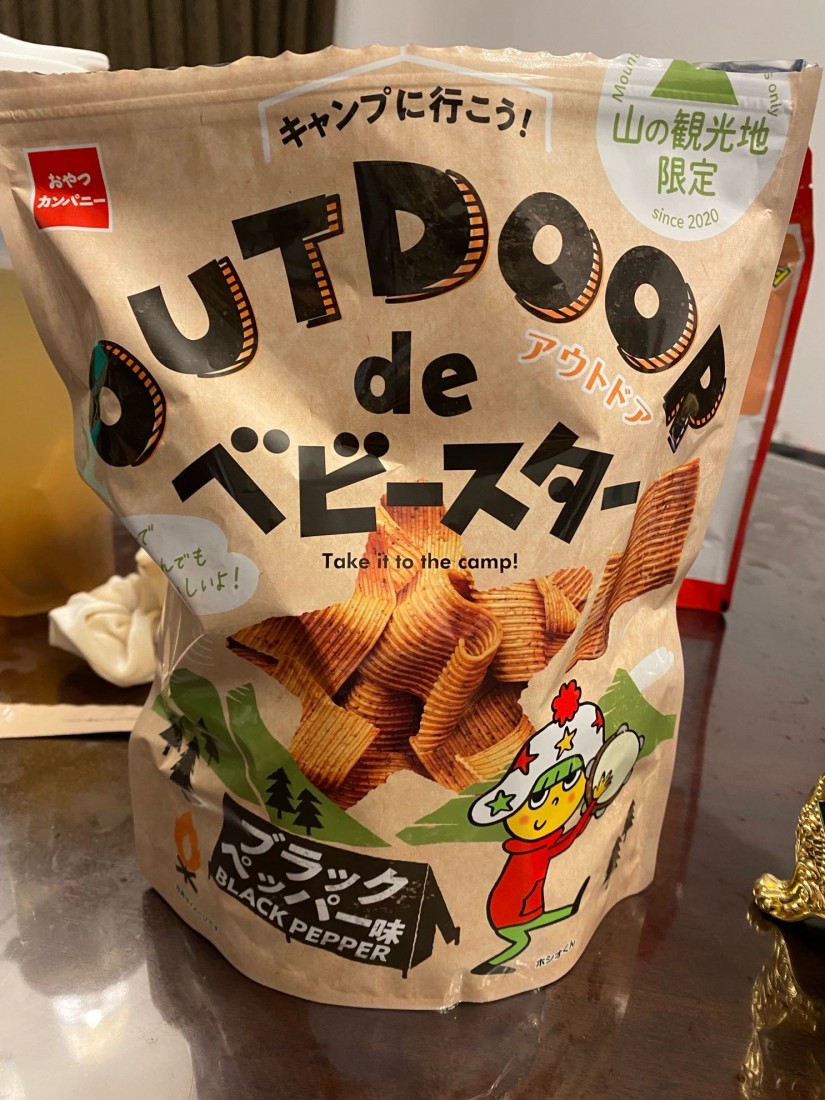 キャンプに行こう!
おやつ
カンパニー
山の観光地
限定
since 2020
OUTDOOR
アウトドア
de
ベビースター
Take it to the camp!
ブラック
ペッパー味
BLACK PEPPER
ホシオくん